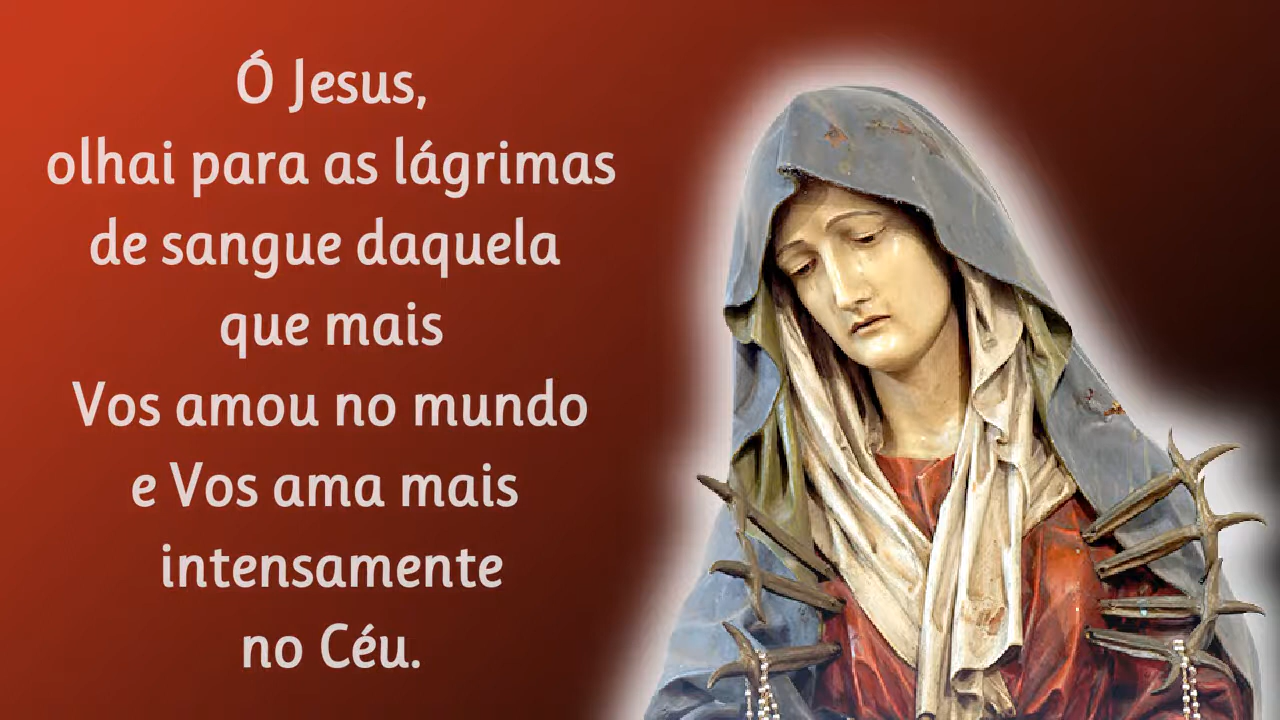 Ó Jesus,
olhai para as lágrimas
de sangue daquela
que mais
Vos amou no mundo
e Vos ama mais
intensamente
no Céu.